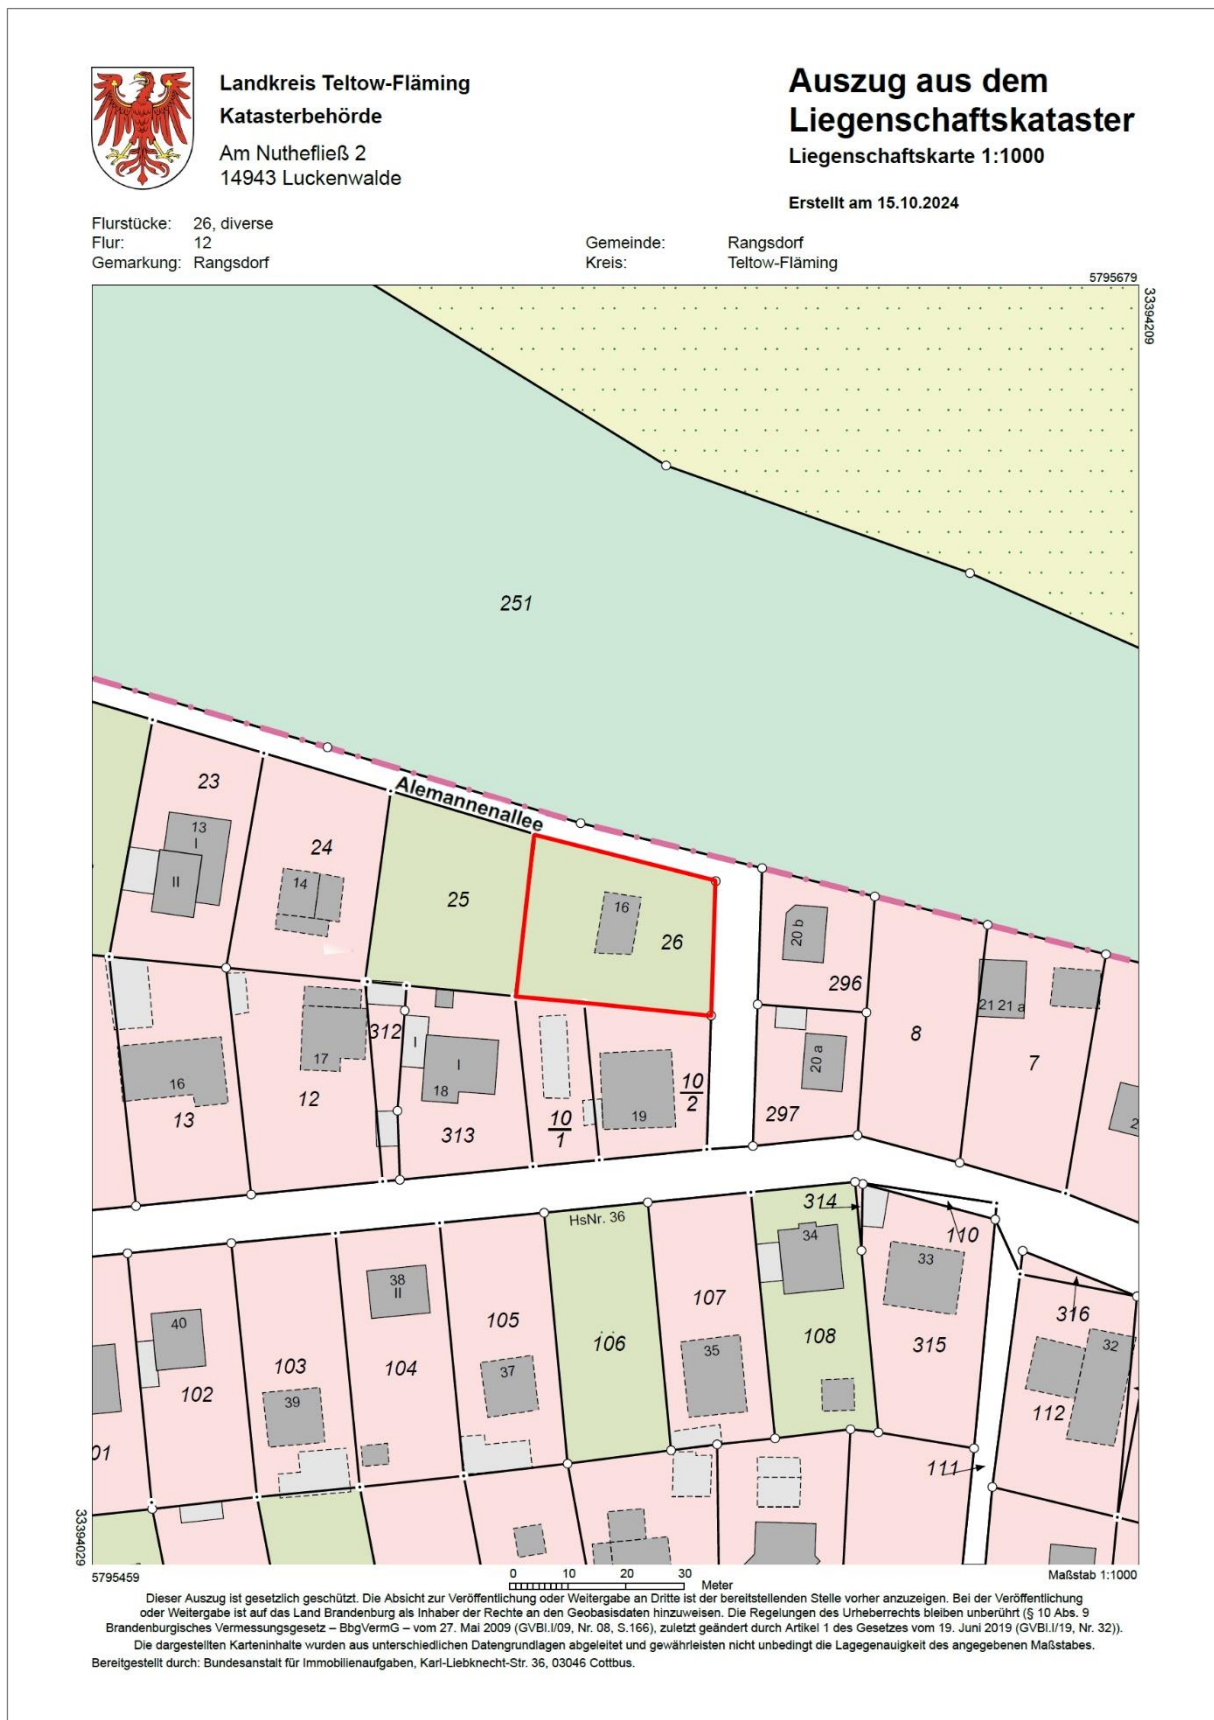 Landkreis Teltow-Fläming
Katasterbehörde
Am Nuthefließ 2
14943 Luckenwalde
Auszug aus dem
Liegenschaftskataster
Liegenschaftskarte 1:1000
Erstellt am 15.10.2024
Flurstücke: 26, diverse
Flur: 12
Gemarkung: Rangsdorf
Gemeinde: Rangsdorf
Kreis: Teltow-Fläming
5795679
33394209
251
Alemannenallee
23
13
I
II
24
14
25
16
26
20 b
296
21 21 a
8
7
312
I
I
17
18
16
12
13
313
10
1
19
10
2
20 a
297
HsNr. 36
314
110
34
33
38
II
40
105
107
106
108
315
316
32
103
104
37
35
102
39
112
01
111
33394029
5795459
0 10 20 30
Meter
Maßstab 1:1000
Dieser Auszug ist gesetzlich geschützt. Die Absicht zur Veröffentlichung oder Weitergabe an Dritte ist der bereitstellenden Stelle vorher anzuzeigen. Bei der Veröffentlichung
oder Weitergabe ist auf das Land Brandenburg als Inhaber der Rechte an den Geobasisdaten hinzuweisen. Die Regelungen des Urheberrechts bleiben unberührt (§ 10 Abs. 9
Brandenburgisches Vermessungsgesetz – BbgVermG – vom 27. Mai 2009 (GVBl.I/09, Nr. 08, S.166), zuletzt geändert durch Artikel 1 des Gesetzes vom 19. Juni 2019 (GVBl.I/19, Nr. 32)).
Die dargestellten Karteninhalte wurden aus unterschiedlichen Datengrundlagen abgeleitet und gewährleisten nicht unbedingt die Lagegenauigkeit des angegebenen Maßstabes.
Bereitgestellt durch: Bundesanstalt für Immobilienaufgaben, Karl-Liebknecht-Str. 36, 03046 Cottbus.